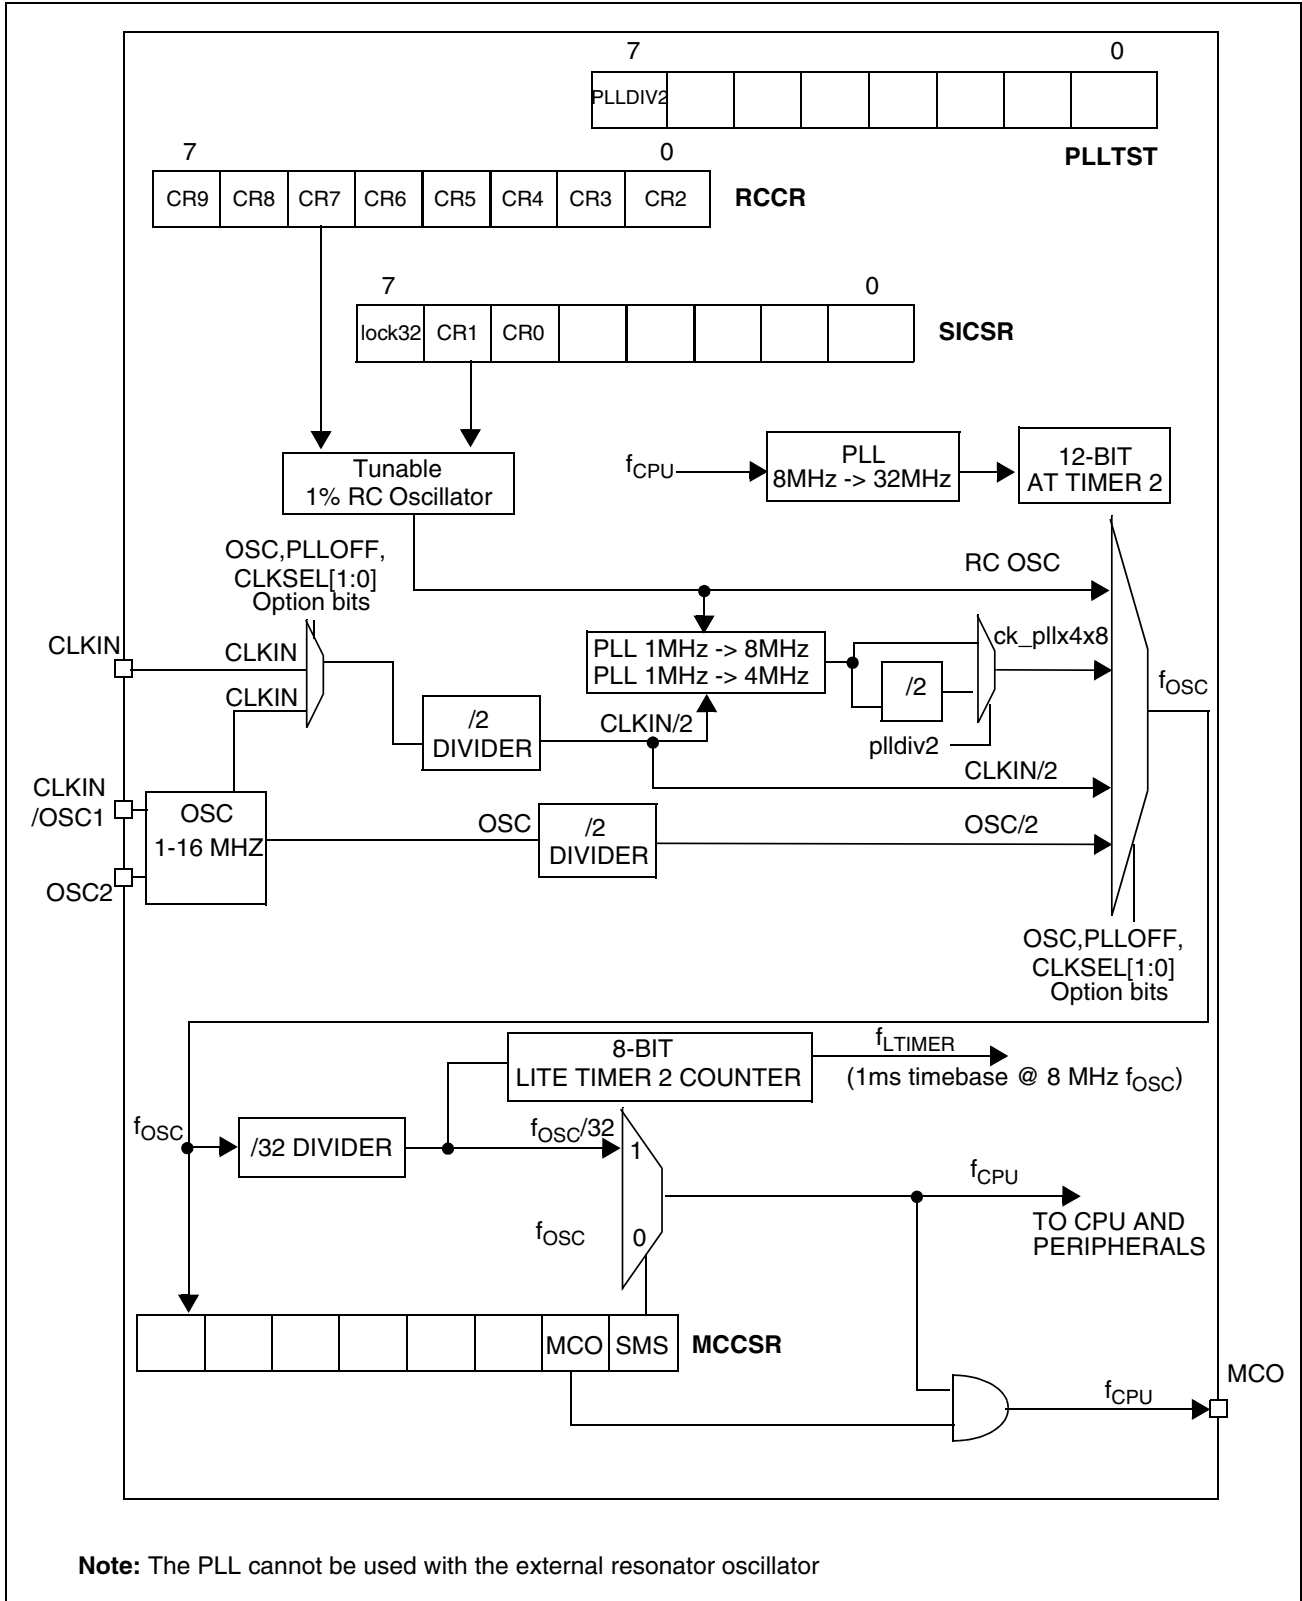 7 0
PLLDIV2
PLLTST
7 0
CR9 CR8 CR7 CR6 CR5 CR4 CR3 CR2 RCCR
7 0
lock32 CR1 CR0 SICSR
Tunable
1% RC Oscillator
fCPU
PLL
8MHz -> 32MHz
12-BIT
AT TIMER 2
OSC,PLLOFF,
CLKSEL[1:0]
Option bits
RC OSC
CLKIN
CLKIN
CLKIN
PLL 1MHz -> 8MHz
PLL 1MHz -> 4MHz
/2
ck_pllx4x8
plldiv2
fOSC
/2
DIVIDER
CLKIN/2
CLKIN/2
CLKIN
/OSC1
OSC2
OSC
1-16 MHZ
OSC
/2
DIVIDER
OSC/2
OSC,PLLOFF,
CLKSEL[1:0]
Option bits
8-BIT
LITE TIMER 2 COUNTER
fLTIMER
(1ms timebase @ 8 MHz fOSC)
fOSC
/32 DIVIDER
fOSC/32
1
fOSC
0
fCPU
TO CPU AND
PERIPHERALS
MCO SMS MCCSR
fCPU
MCO
Note: The PLL cannot be used with the external resonator oscillator